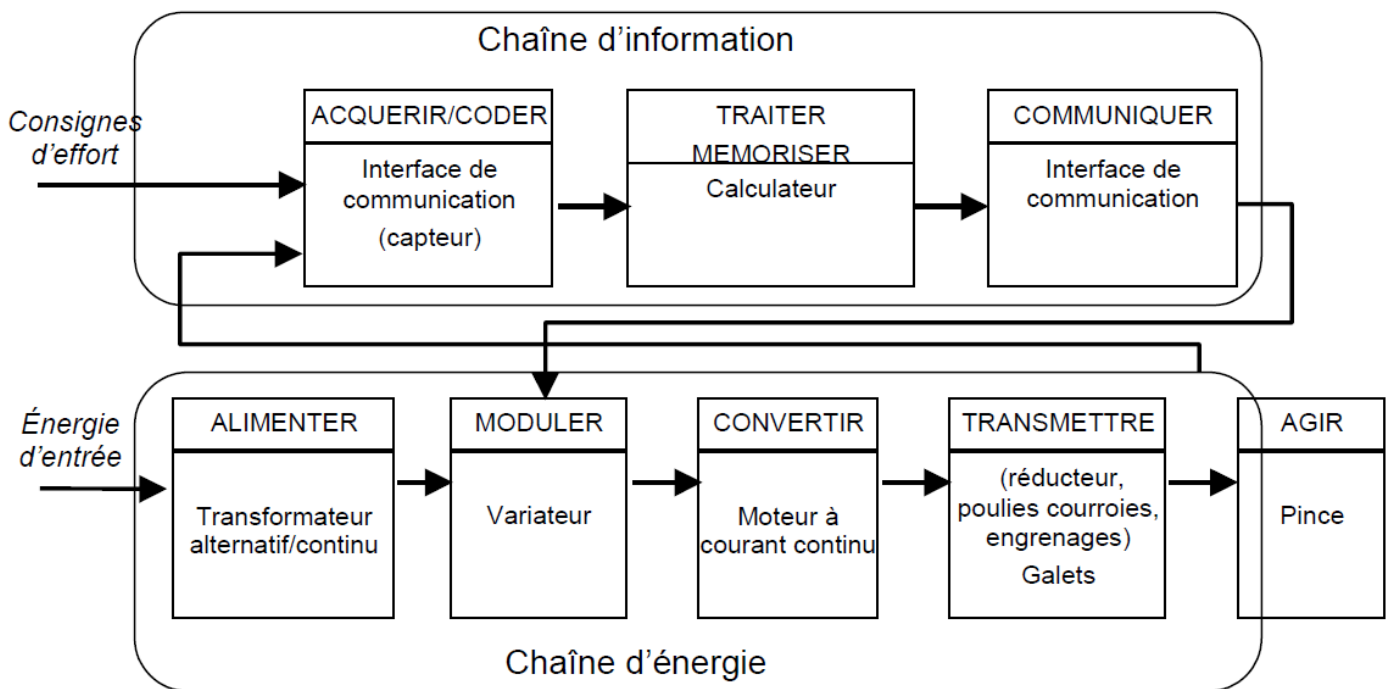 Chaîne d’information
Consignes
d’effort
ACQUERIR/CODER
Interface de
communication
(capteur)
TRAITER
MEMORISER
Calculateur
COMMUNIQUER
Interface de
communication
Énergie
d’entrée
ALIMENTER
Transformateur
alternatif/continu
MODULER
Variateur
CONVERTIR
Moteur à
courant continu
TRANSMETTRE
(réducteur,
poulies courroies,
engrenages)
Galets
AGIR
Pince
Chaîne d’énergie